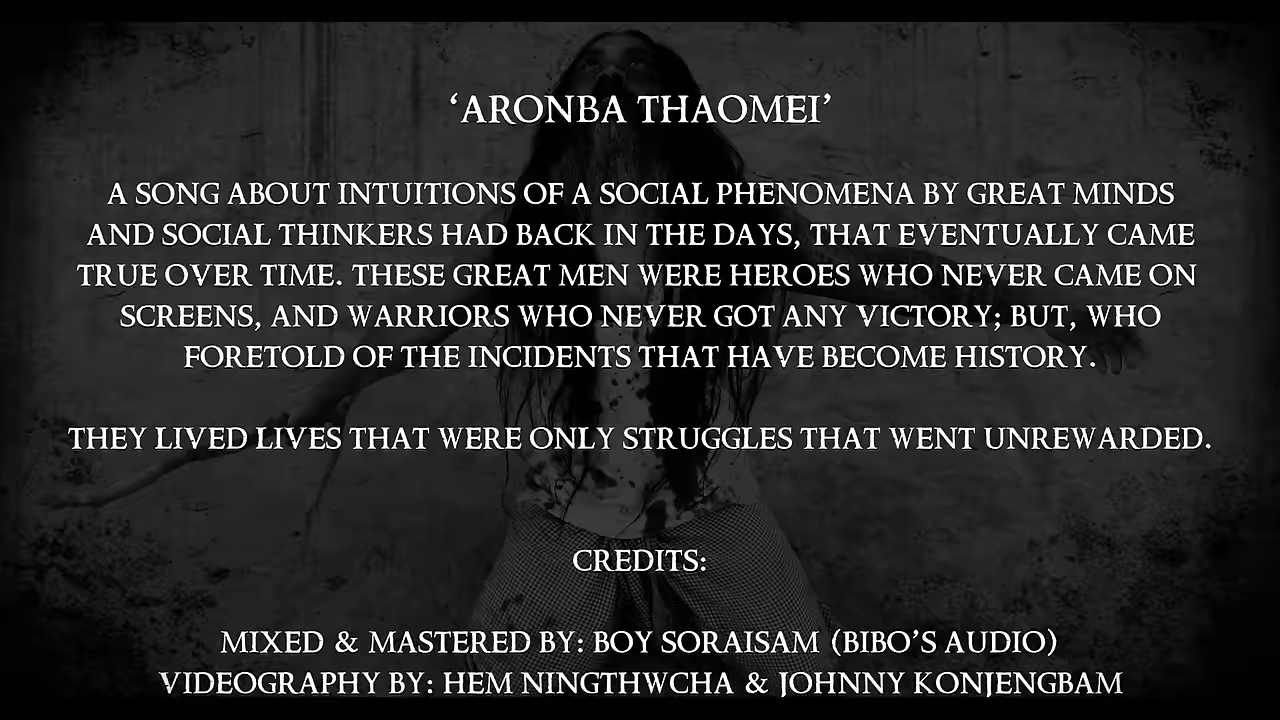 ‘ARONBA THAOMEI’
A SONG ABOUT INTUITIONS OF A SOCIAL PHENOMENA BY GREAT MINDS
AND SOCIAL THINKERS HAD BACK IN THE DAYS, THAT EVENTUALLY CAME
TRUE OVER TIME. THESE GREAT MEN WERE HEROES WHO NEVER CAME ON
SCREENS, AND WARRIORS WHO NEVER GOT ANY VICTORY; BUT, WHO
FORETOLD OF THE INCIDENTS THAT HAVE BECOME HISTORY.
THEY LIVED LIVES THAT WERE ONLY STRUGGLES THAT WENT UNREWARDED.
CREDITS:
MIXED & MASTERED BY: BOY SORAISAM (BIBO’S AUDIO)
VIDEOGRAPHY BY: HEM NINGTHWCHA & JOHNNY KONJENGBAM